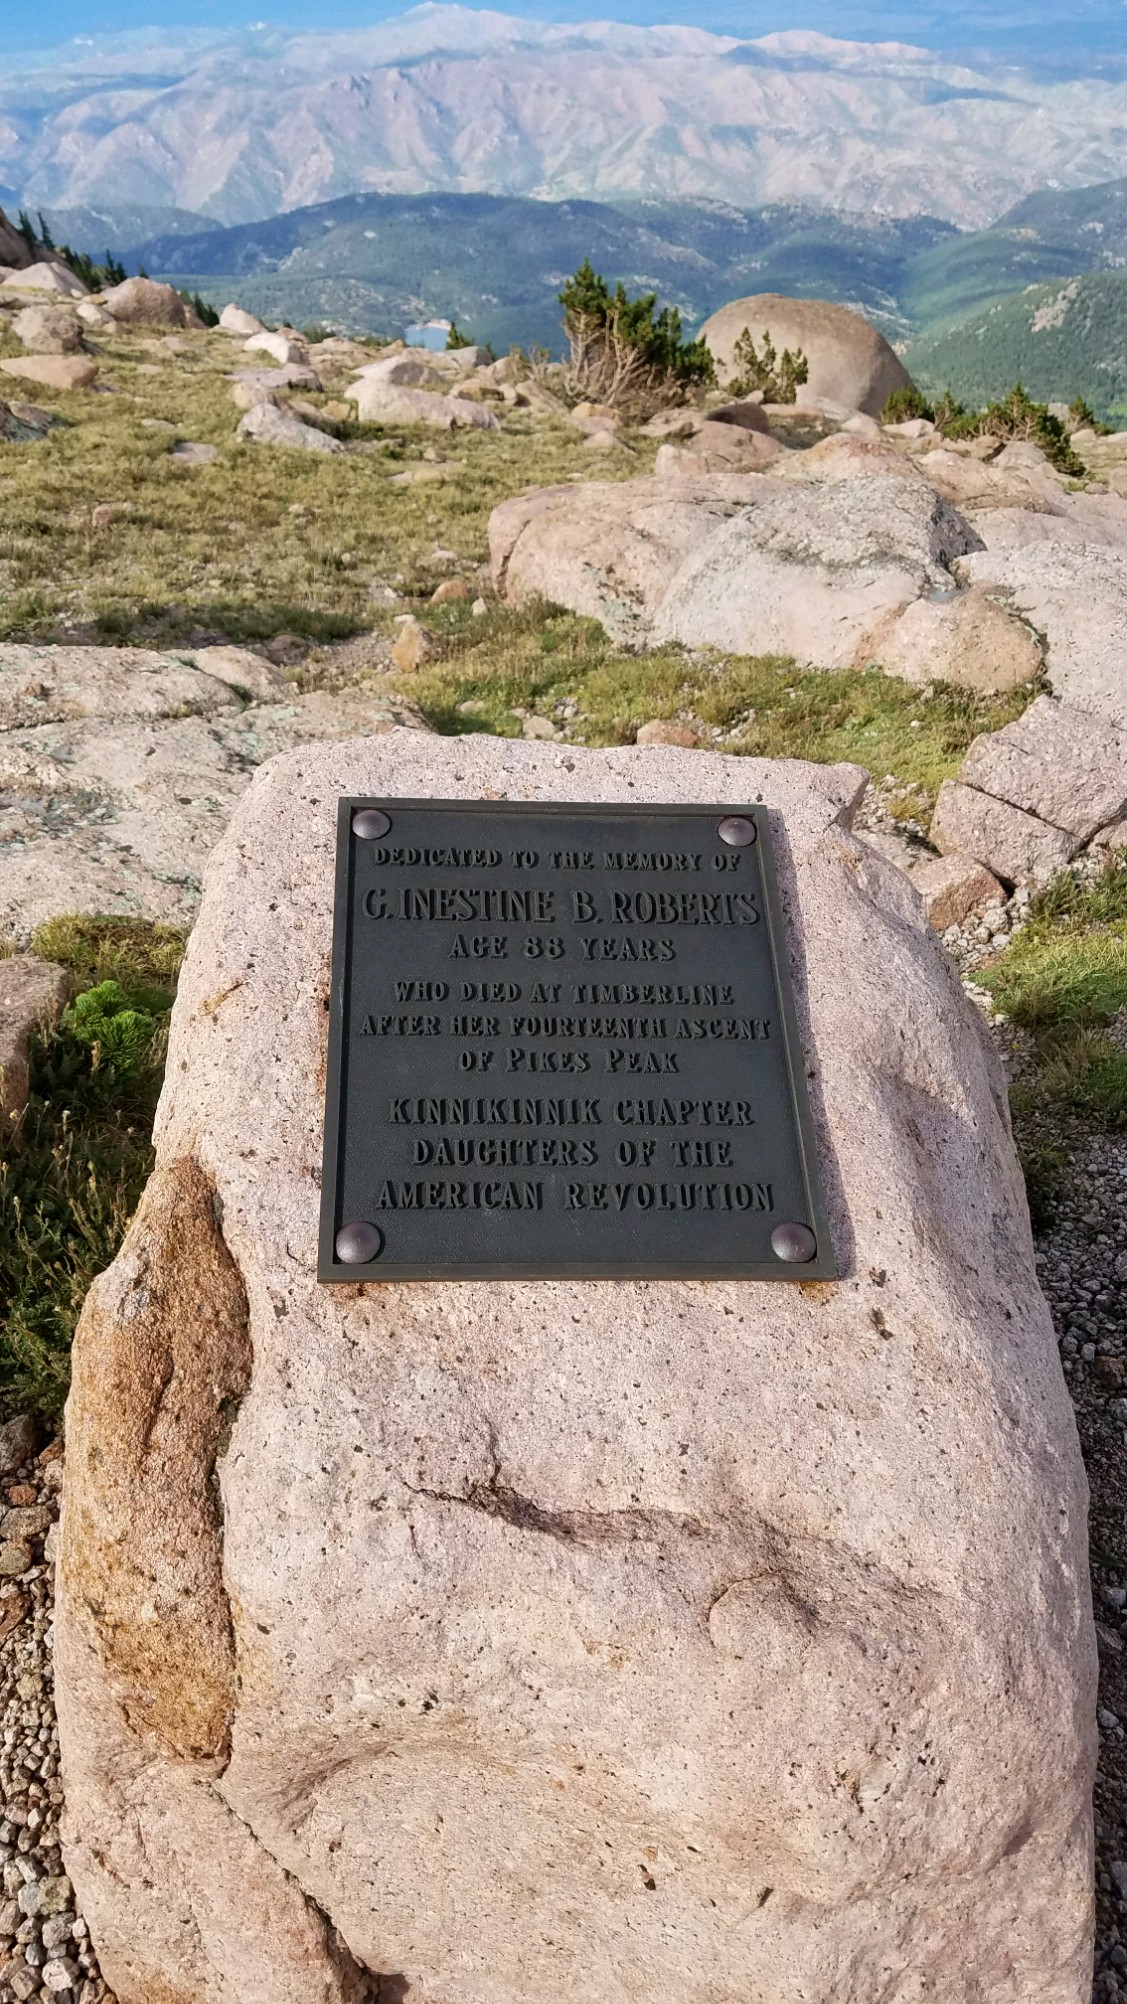 DEDICATED TO THE MEMORY OF
G. INESTINE B. ROBERTS
AGE 88 YEARS
WHO DIED AT TIMBERLINE
AFTER HER FOURTEENTH ASCENT
OF PIKES PEAK
KINNIKINNIK CHAPTER
DAUGHTERS OF THE
AMERICAN REVOLUTION